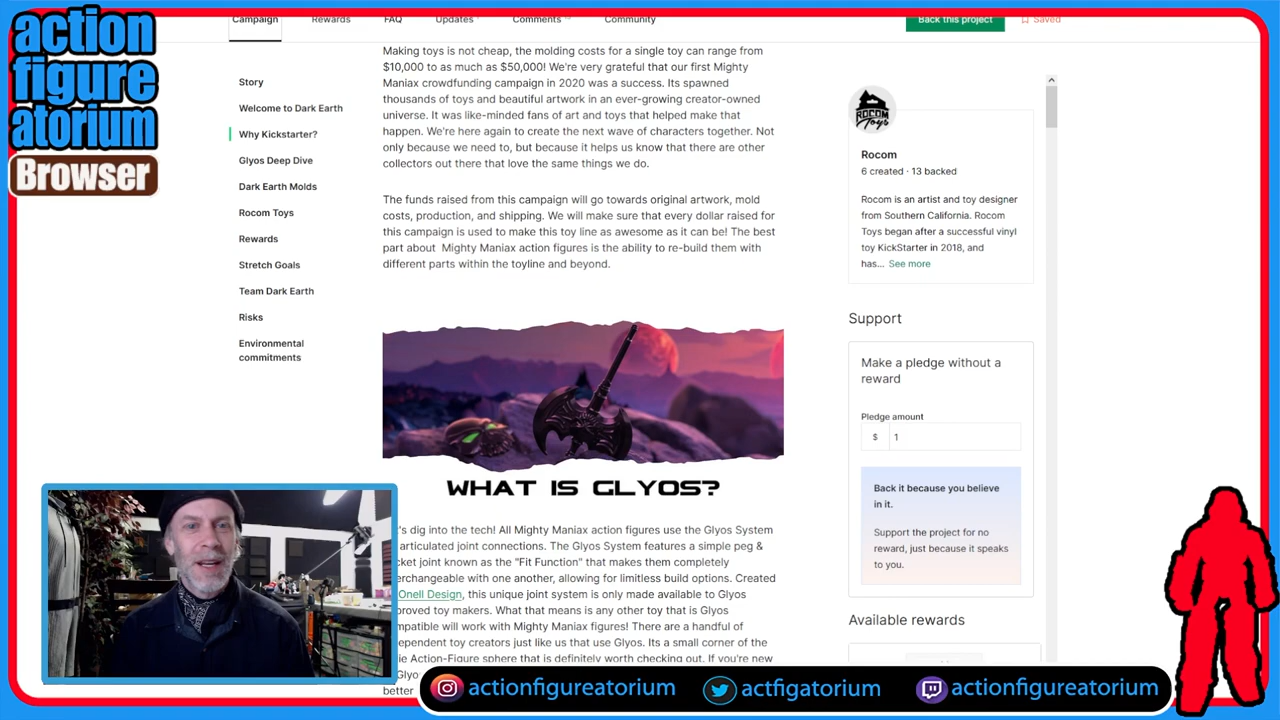 action
figure
atorium
Browser
Campaign
Rewards
FAQ
Updates
Comments
Community
Back this project
Saved
Story
Welcome to Dark Earth
Why Kickstarter?
Glyos Deep Dive
Dark Earth Molds
Rocom Toys
Rewards
Stretch Goals
Team Dark Earth
Risks
Environmental
commitments
Making toys is not cheap, the molding costs for a single toy can range from
$10,000 to as much as $50,000! We're very grateful that our first Mighty
Maniax crowdfunding campaign in 2020 was a success. Its spawned
thousands of toys and beautiful artwork in an ever-growing creator-owned
universe. It was like-minded fans of art and toys that helped make that
happen. We're here again to create the next wave of characters together. Not
only because we need to, but because it helps us know that there are other
collectors out there that love the same things we do.
The funds raised from this campaign will go towards original artwork, mold
costs, production, and shipping. We will make sure that every dollar raised for
this campaign is used to make this toy line as awesome as it can be! The best
part about Mighty Maniax action figures is the ability to re-build them with
different parts within the toyline and beyond.
WHAT IS GLYOS?
's dig into the tech! All Mighty Maniax action figures use the Glyos System
articulated joint connections. The Glyos System features a simple peg &
cket joint known as the "Fit Function" that makes them completely
erchangeable with one another, allowing for limitless build options. Created
Onell Design, this unique joint system is only made available to Glyos
proved toy makers. What that means is any other toy that is Glyos
mpatible will work with Mighty Maniax figures! There are a handful of
ependent toy creators just like us that use Glyos. Its a small corner of the
ie Action-Figure sphere that is definitely worth checking out. If you're new
Glyo
better
ROCOM
Toys
Rocom
6 created · 13 backed
Rocom is an artist and toy designer
from Southern California. Rocom
Toys began after a successful vinyl
toy KickStarter in 2018, and
has... See more
Support
Make a pledge without a
reward
Pledge amount
$ 1
Back it because you believe
in it.
Support the project for no
reward, just because it speaks
to you.
Available rewards
actionfigureatorium
actfigatorium
actionfigureatorium